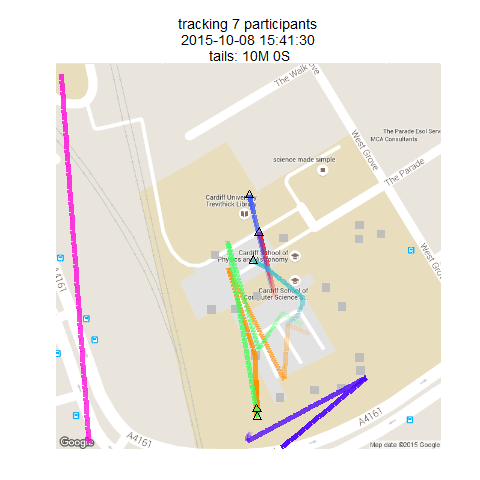 tracking 7 participants
2015-10-08 15:41:30
tails: 10M 0S
The Walk
Grove
West Grove
The Parade Esol Serv
MCA Consultants
science made simple
The Parade
Cardiff University
Trevithick Library
West Grove
Cardiff School of
Physics and Astronomy
A4161
Cardiff School of
Computer Science
A4161
A4161
Google
Map data ©2015 Google